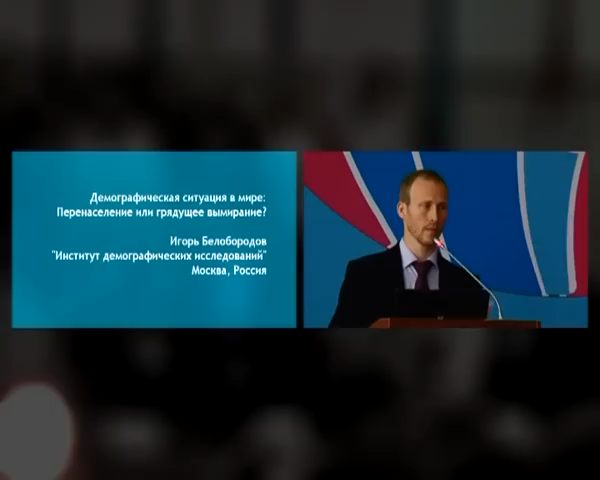 Демографическая ситуация в мире:
Перенаселение или грядущее вымирание?
Игорь Белобородов
"Институт демографических исследований"
Москва, Россия